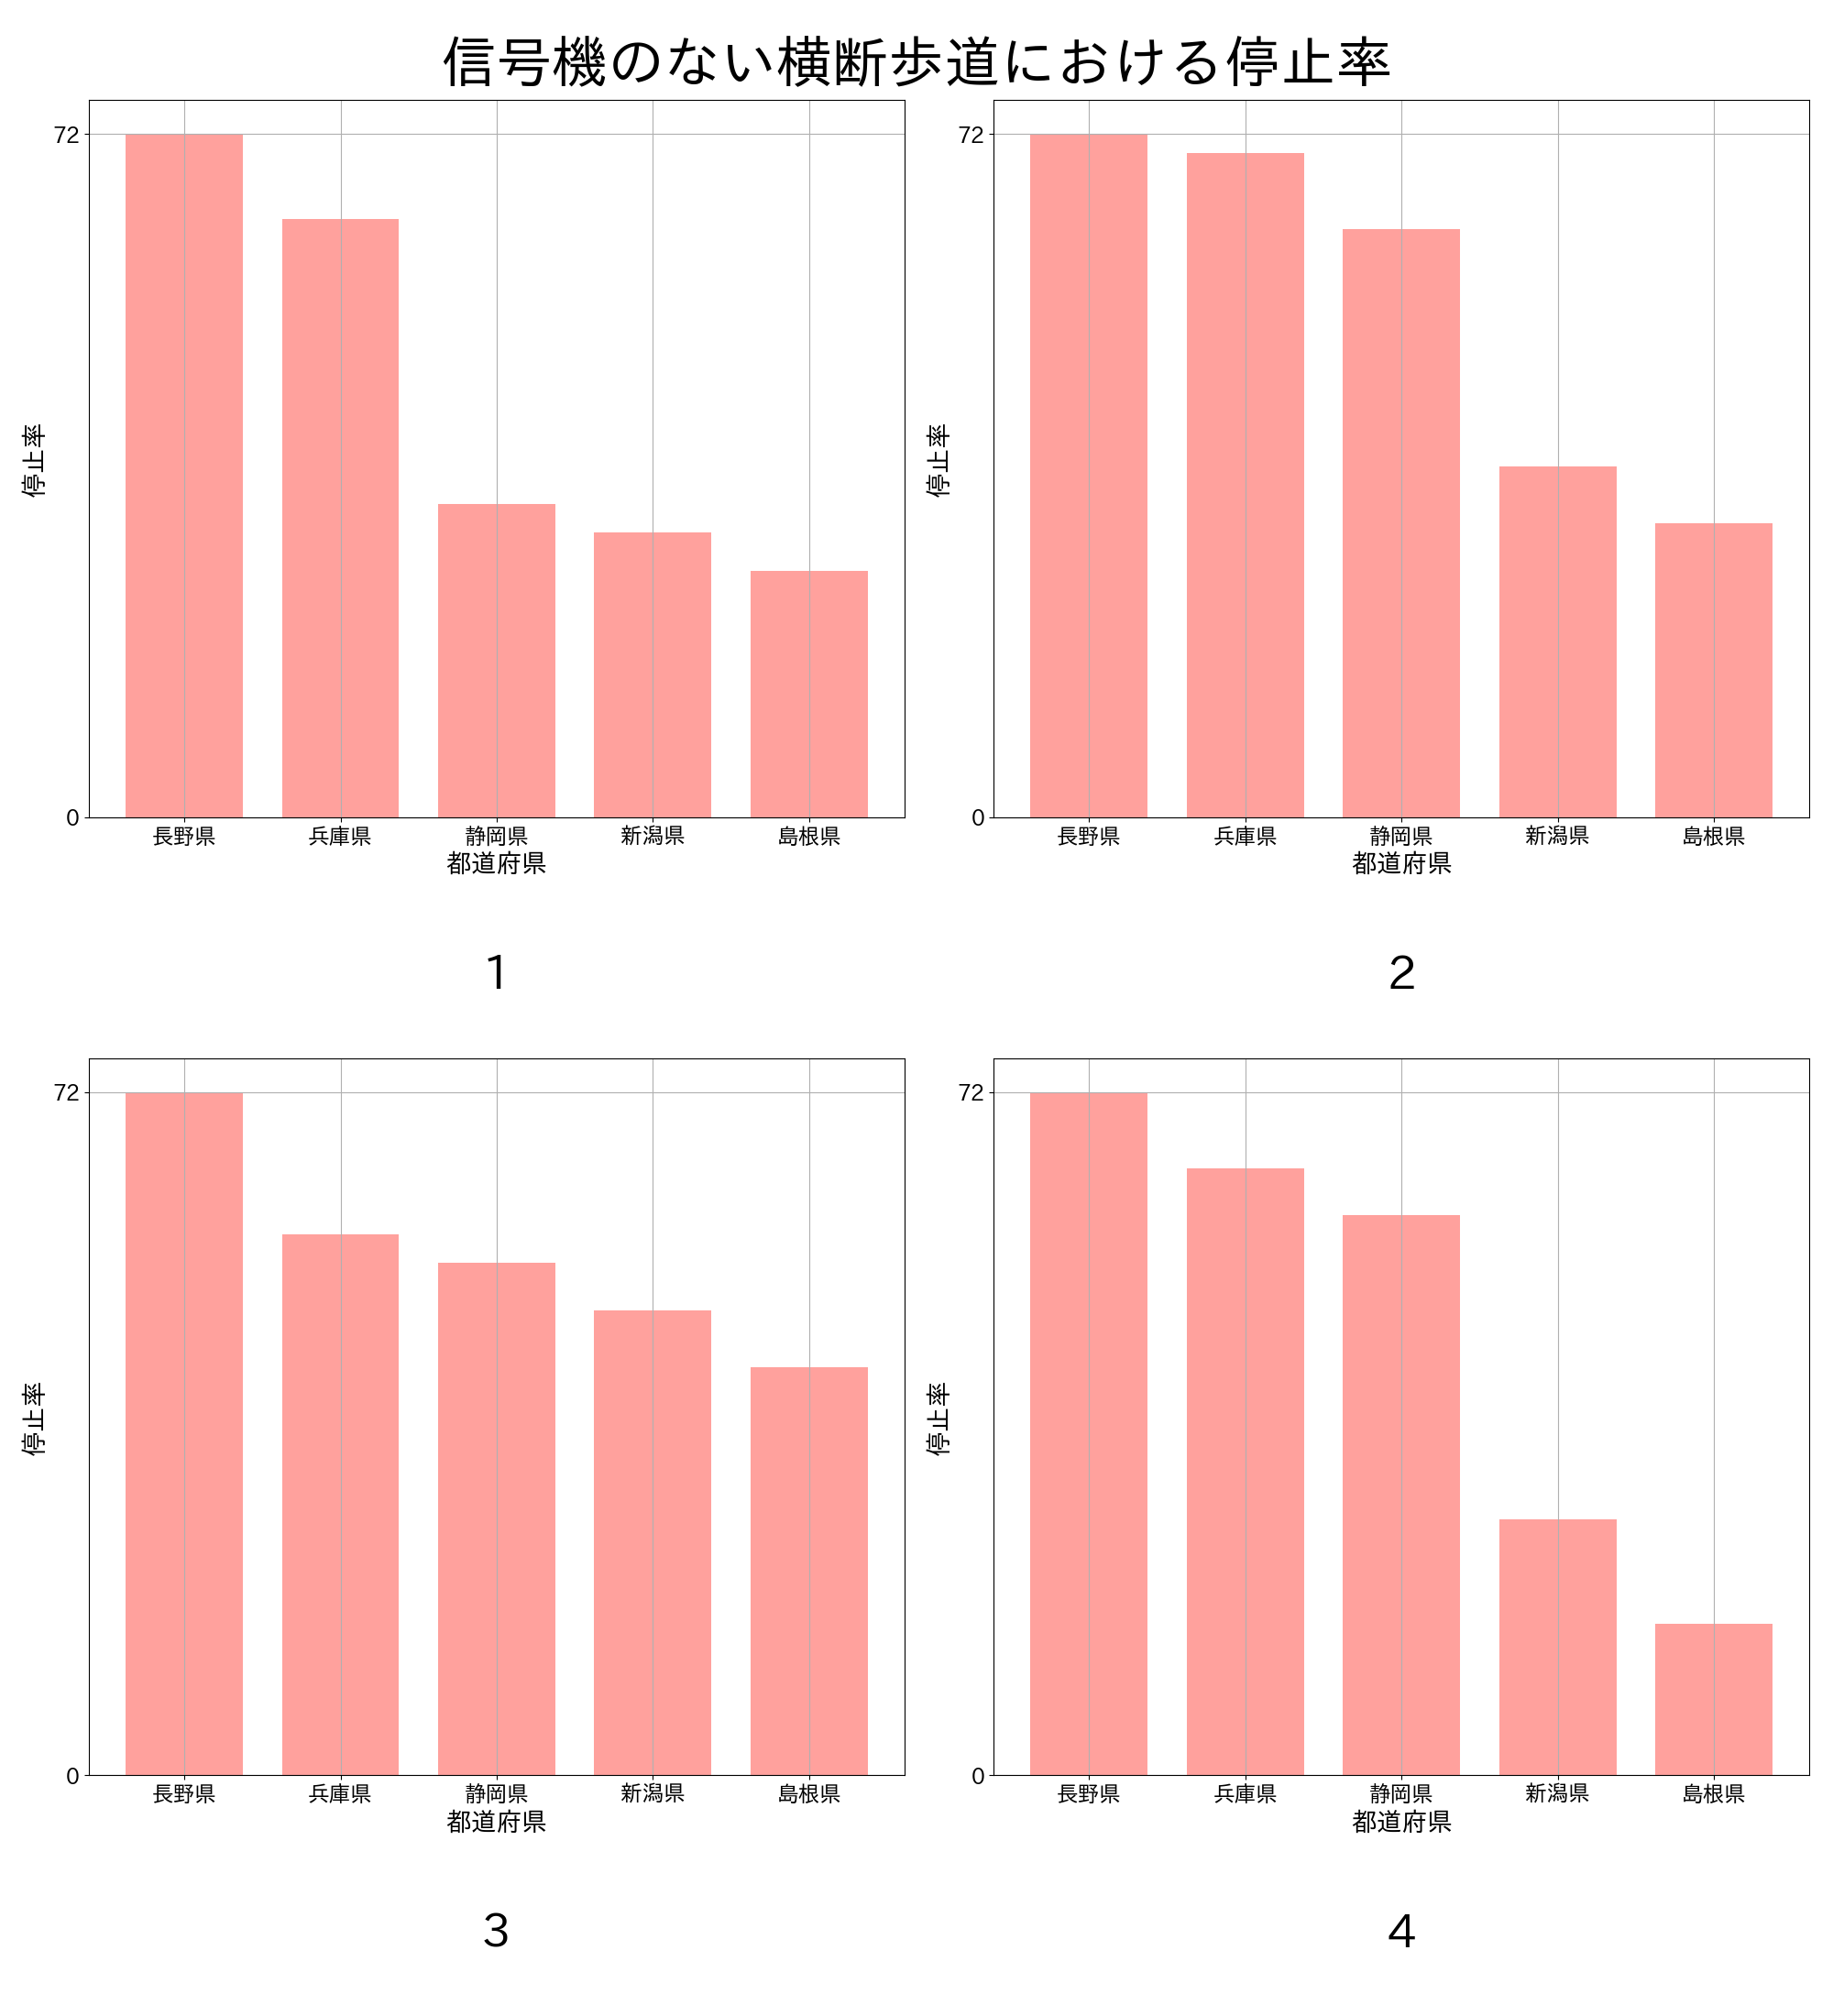 信号機のない横断歩道における停止率
72
停止率
0
長野県 兵庫県 静岡県 新潟県 島根県
都道府県
1
72
停止率
0
長野県 兵庫県 静岡県 新潟県 島根県
都道府県
2
72
停止率
0
長野県 兵庫県 静岡県 新潟県 島根県
都道府県
3
72
停止率
0
長野県 兵庫県 静岡県 新潟県 島根県
都道府県
4